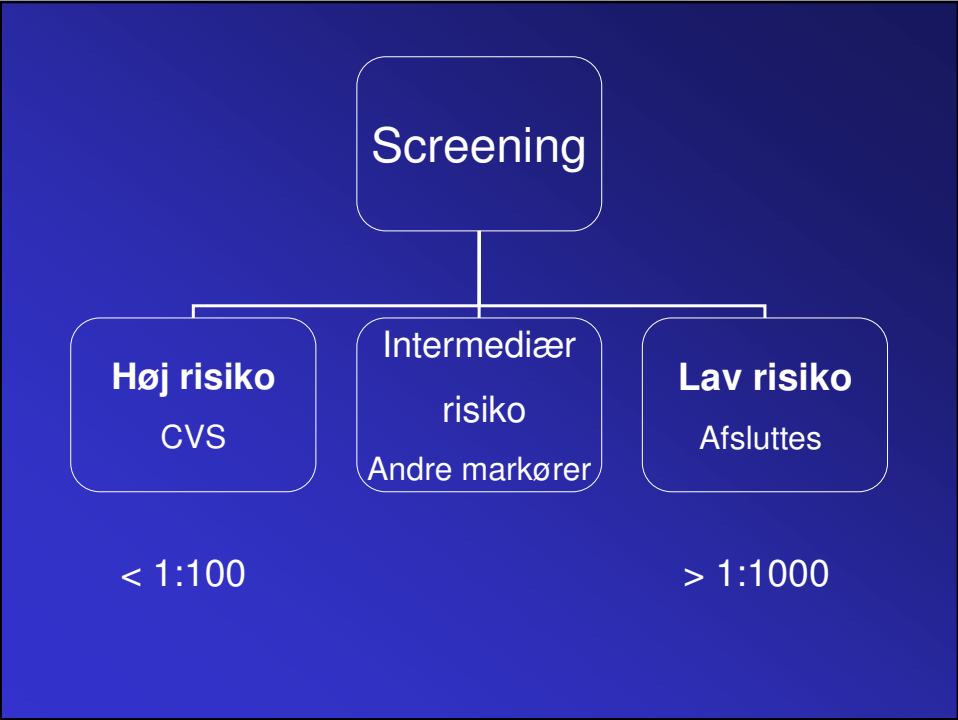 Screening
Høj risiko
CVS
Intermediær
risiko
Andre markører
Lav risiko
Afsluttes
< 1:100
> 1:1000